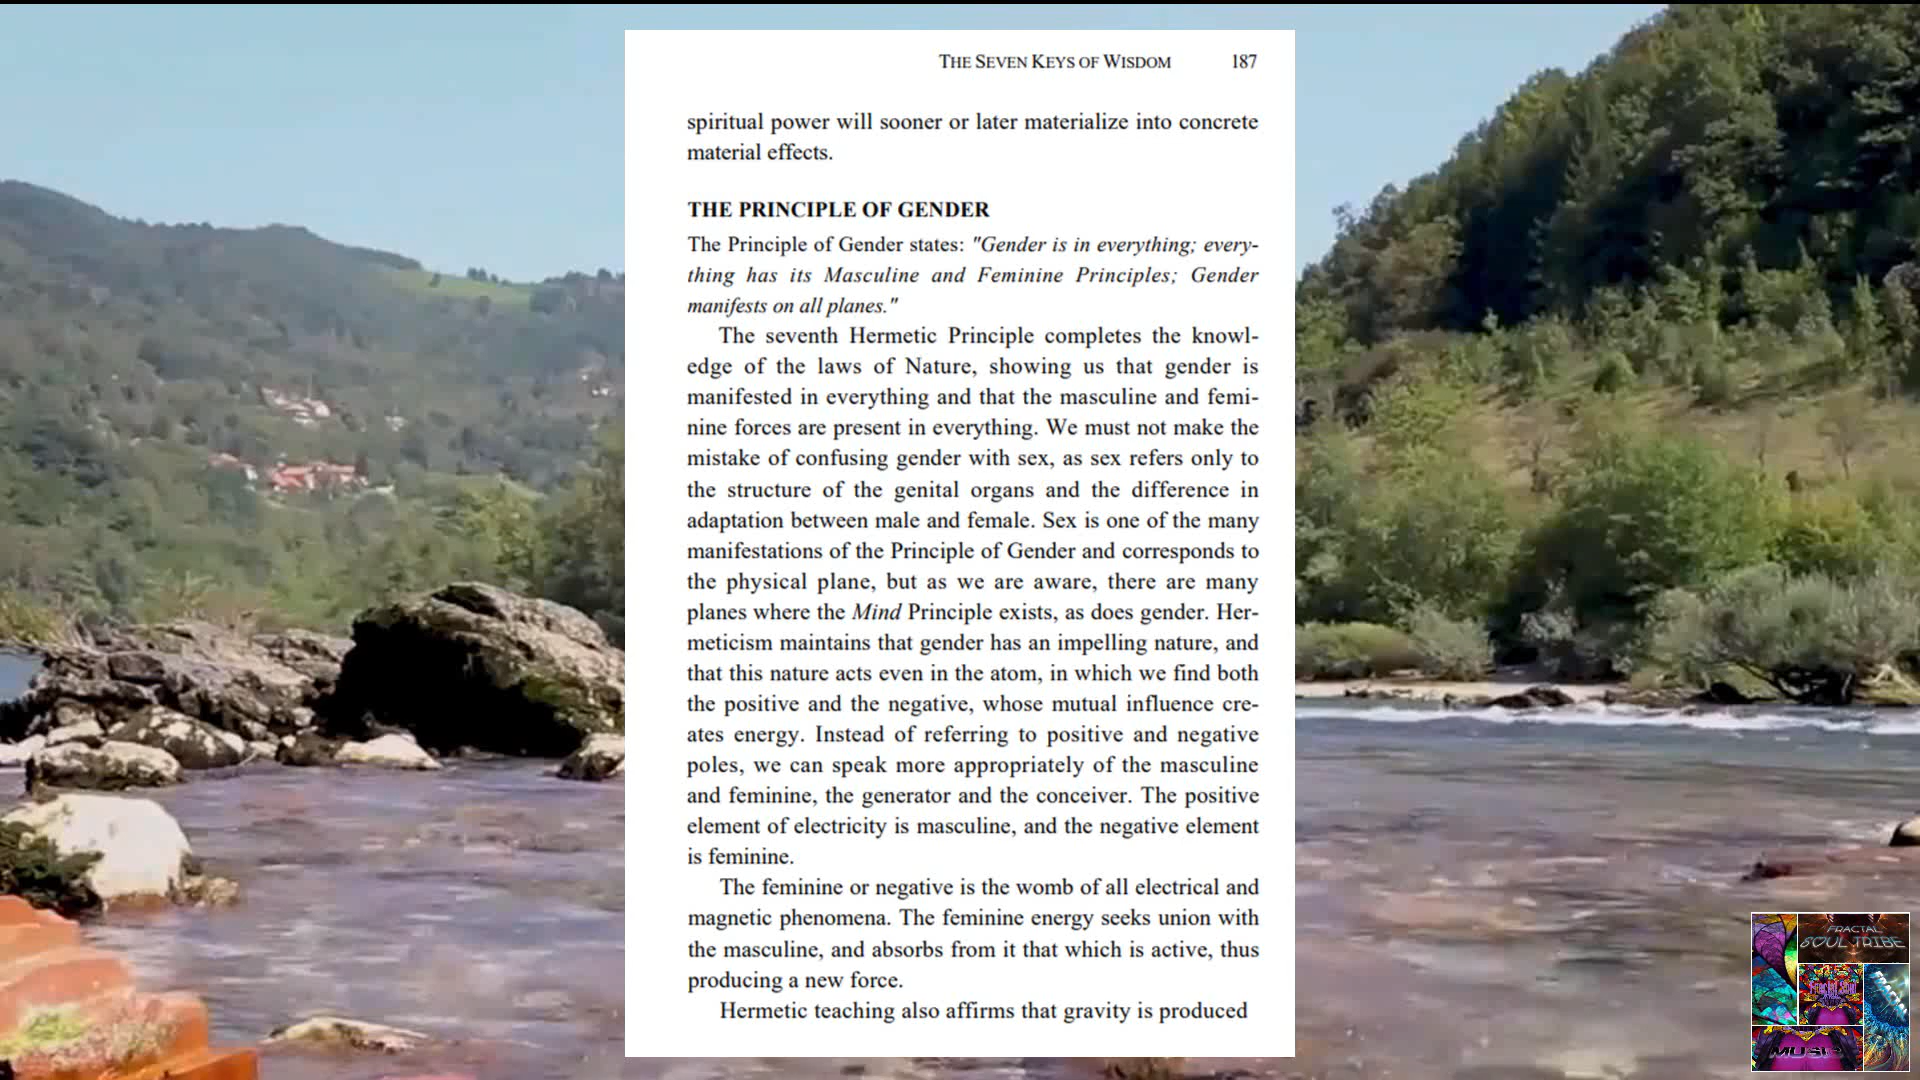 THE SEVEN KEYS OF WISDOM 187
spiritual power will sooner or later materialize into concrete
material effects.
THE PRINCIPLE OF GENDER
The Principle of Gender states: "Gender is in everything; every-
thing has its Masculine and Feminine Principles; Gender
manifests on all planes."
The seventh Hermetic Principle completes the knowl-
edge of the laws of Nature, showing us that gender is
manifested in everything and that the masculine and femi-
nine forces are present in everything. We must not make the
mistake of confusing gender with sex, as sex refers only to
the structure of the genital organs and the difference in
adaptation between male and female. Sex is one of the many
manifestations of the Principle of Gender and corresponds to
the physical plane, but as we are aware, there are many
planes where the Mind Principle exists, as does gender. Her-
meticism maintains that gender has an impelling nature, and
that this nature acts even in the atom, in which we find both
the positive and the negative, whose mutual influence cre-
ates energy. Instead of referring to positive and negative
poles, we can speak more appropriately of the masculine
and feminine, the generator and the conceiver. The positive
element of electricity is masculine, and the negative element
is feminine.
The feminine or negative is the womb of all electrical and
magnetic phenomena. The feminine energy seeks union with
the masculine, and absorbs from it that which is active, thus
producing a new force.
Hermetic teaching also affirms that gravity is produced
FRACTAL
SOUL TRIBE